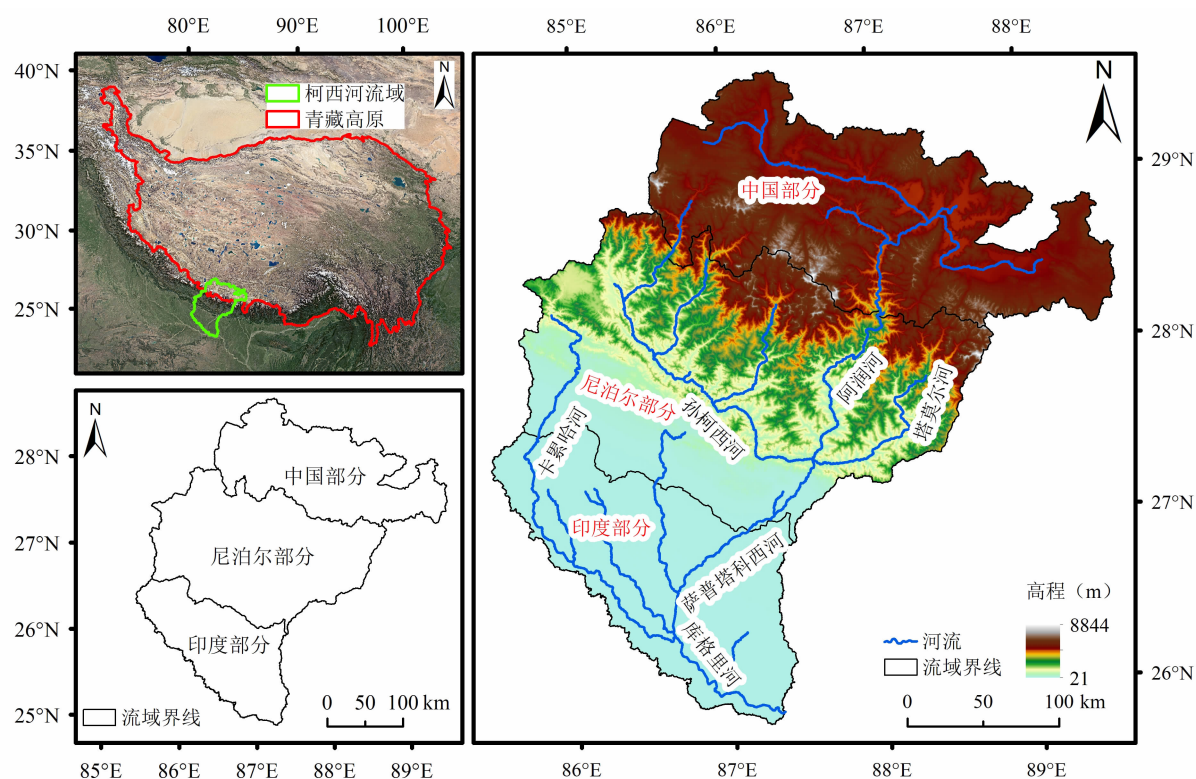 80°E 90°E 100°E
40°N
35°N
30°N
25°N
N
柯西河流域
青藏高原
N
28°N
27°N
26°N
25°N
中国部分
尼泊尔部分
印度部分
流域界线
0 50 100 km
85°E 86°E 87°E 88°E 89°E
85°E 86°E 87°E 88°E
N
29°N
28°N
27°N
26°N
中国部分
尼泊尔部分
孙柯西河
阿润河
塔莫尔河
卡累哈河
印度部分
萨普塔科西河
库格里河
高程（m）
8844
21
河流
流域界线
0 50 100 km
86°E 87°E 88°E 89°E